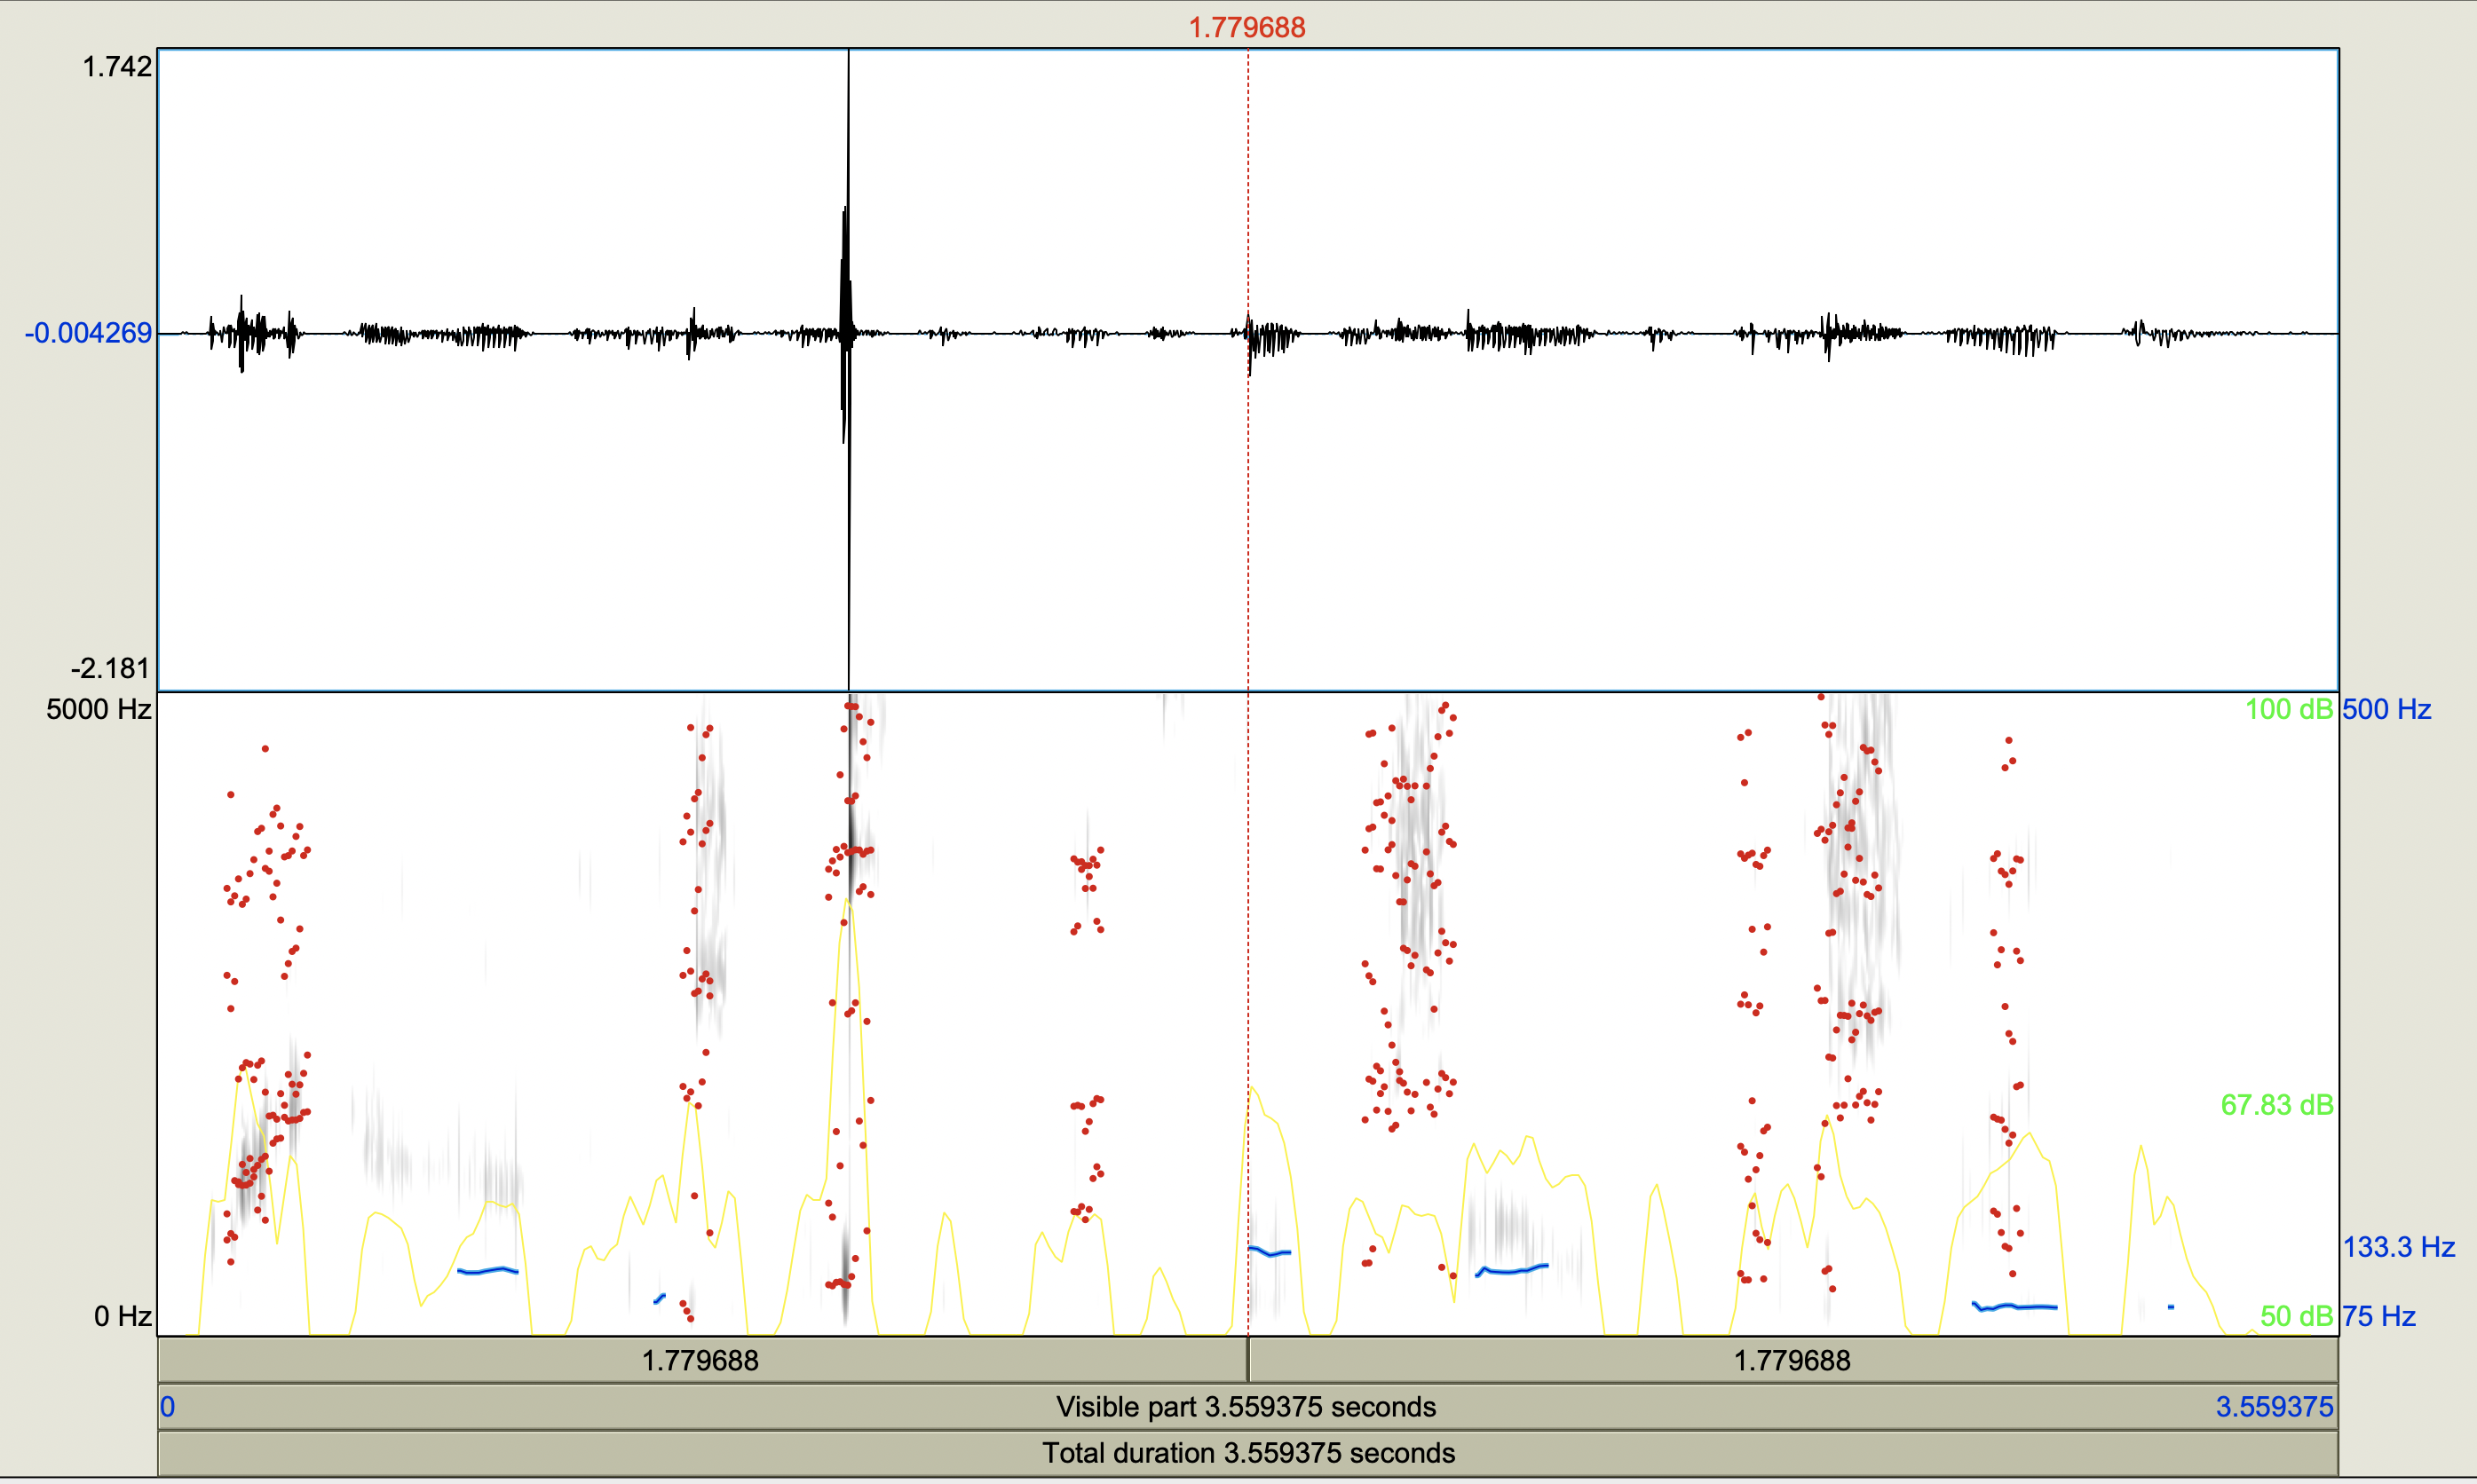 1.779688
1.742
-0.004269
-2.181
5000 Hz
100 dB 500 Hz
67.83 dB
133.3 Hz
0 Hz
50 dB 75 Hz
1.779688 1.779688
0 Visible part 3.559375 seconds 3.559375
Total duration 3.559375 seconds